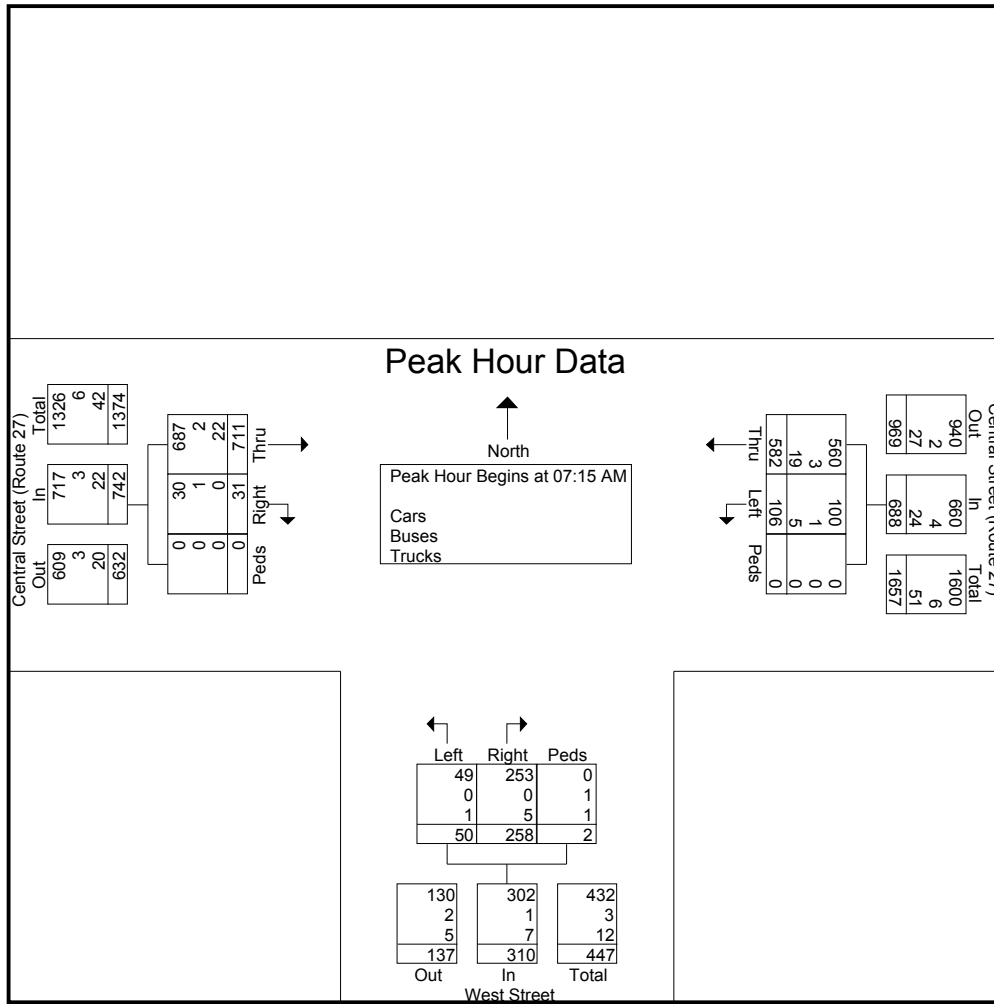 Peak Hour Data
North
Peak Hour Begins at 07:15 AM
Cars
Buses
Trucks
Central Street (Route 27)
Total
1326
6
42
1374
In
717
3
22
742
Out
609
3
20
632
Thru
687
2
22
711
Right
30
1
0
31
Peds
0
0
0
0
Central Street (Route 27)
Out
940
2
27
969
In
660
4
24
688
Total
1600
6
51
1657
Thru
560
3
19
582
Left
100
1
5
106
Peds
0
0
0
0
Left Right Peds
49 253 0
0 0 1
1 5 1
50 258 2
130 302 432
2 1 3
5 7 12
137 310 447
Out In Total
West Street